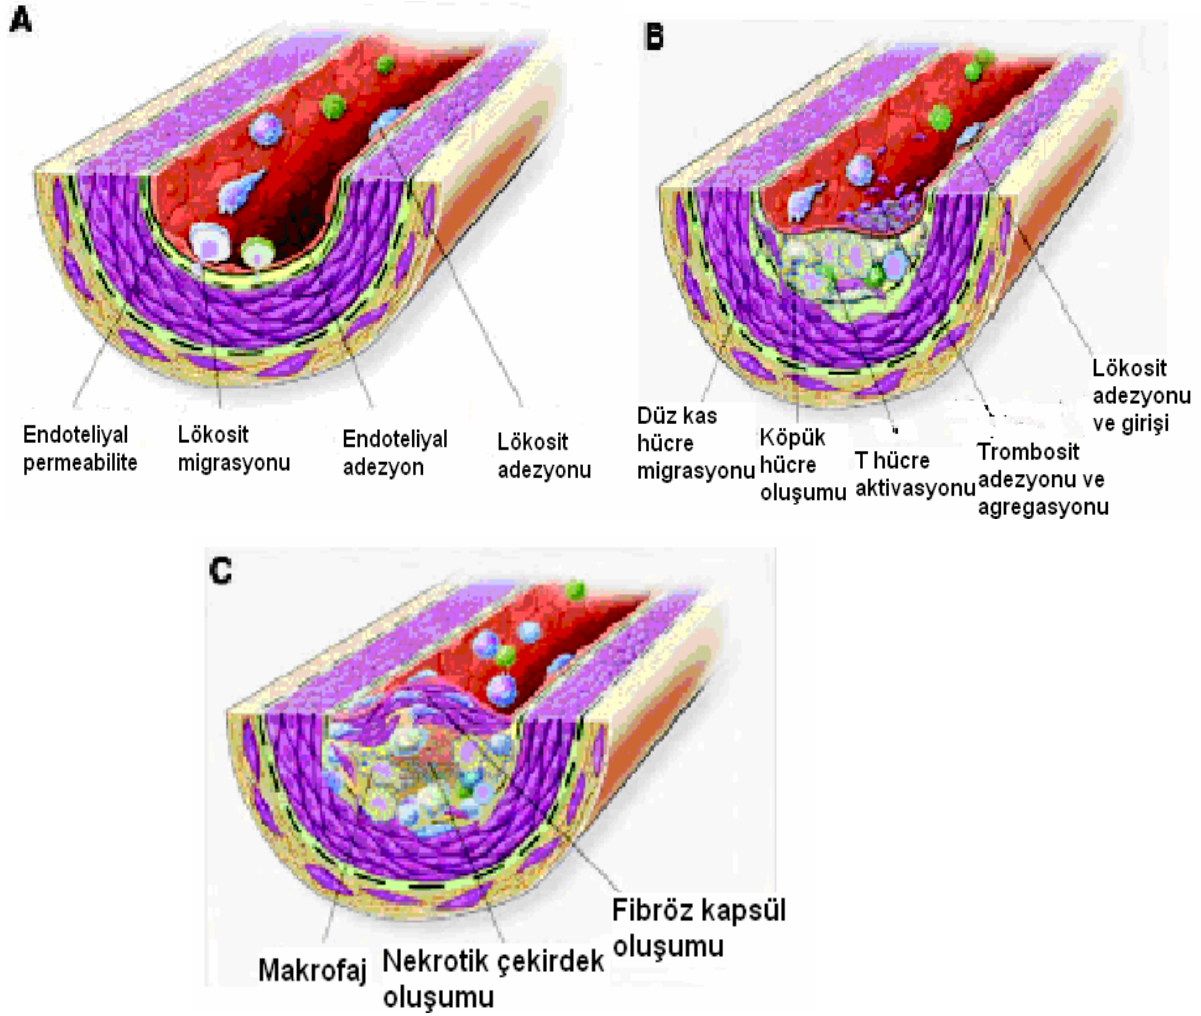 A
Endoteliyal
permeabilite
Lökosit
migrasyonu
Endoteliyal
adezyon
Lökosit
adezyonu
B
Düz kas
hücre
migrasyonu
Köpük
hücre
oluşumu
T hücre
aktivasyonu
Trombosit
adezyonu ve
agregasyonu
Lökosit
adezyonu
ve girişi
C
Makrofaj
Nekrotik çekirdek
oluşumu
Fibröz kapsül
oluşumu